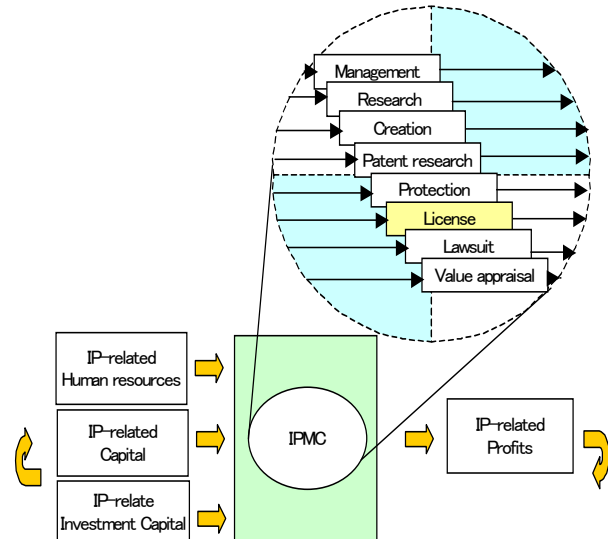 Management
Research
Creation
Patent research
Protection
License
Lawsuit
Value appraisal
IP-related
Human resources
IP-related
Capital
IPMC
IP-related
Profits
IP-relate
Investment Capital